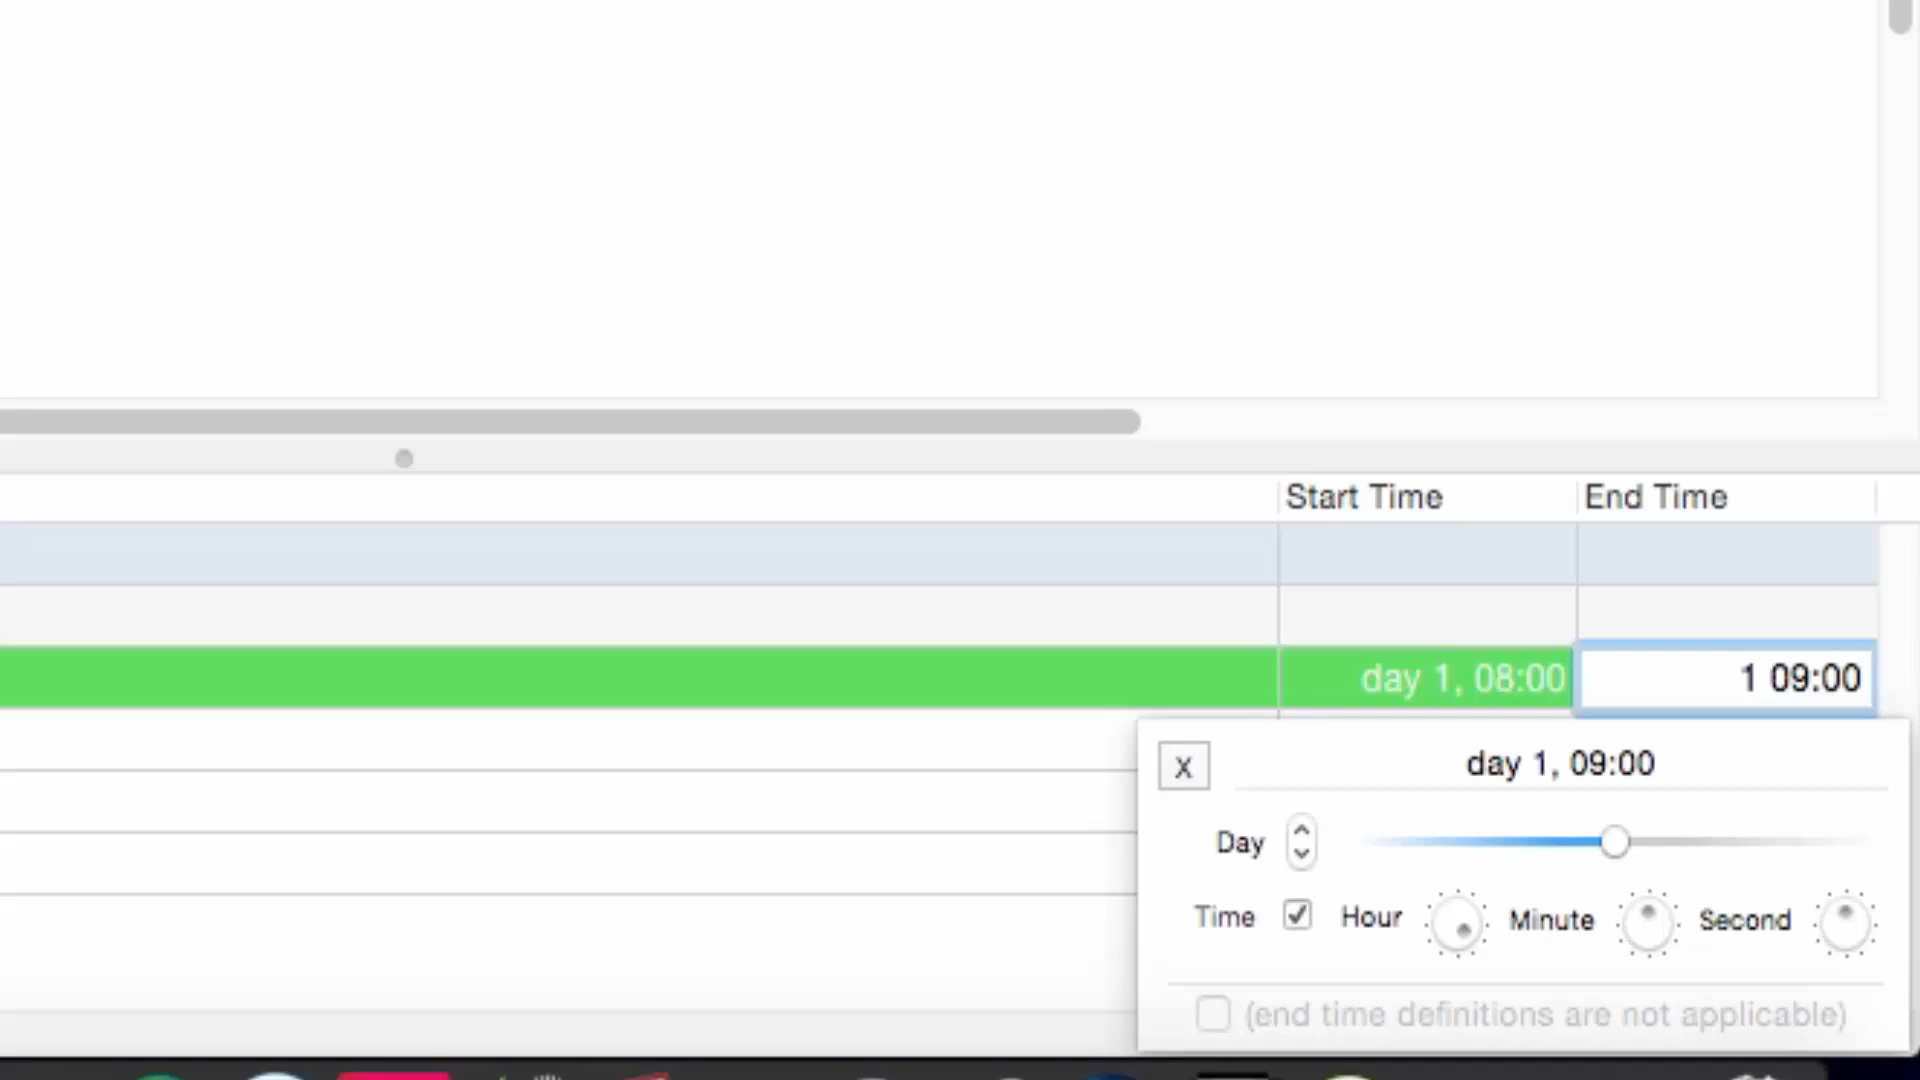 Start Time End Time
day 1, 08:00 1 09:00
X day 1, 09:00
Day
Time Hour Minute Second
(end time definitions are not applicable)